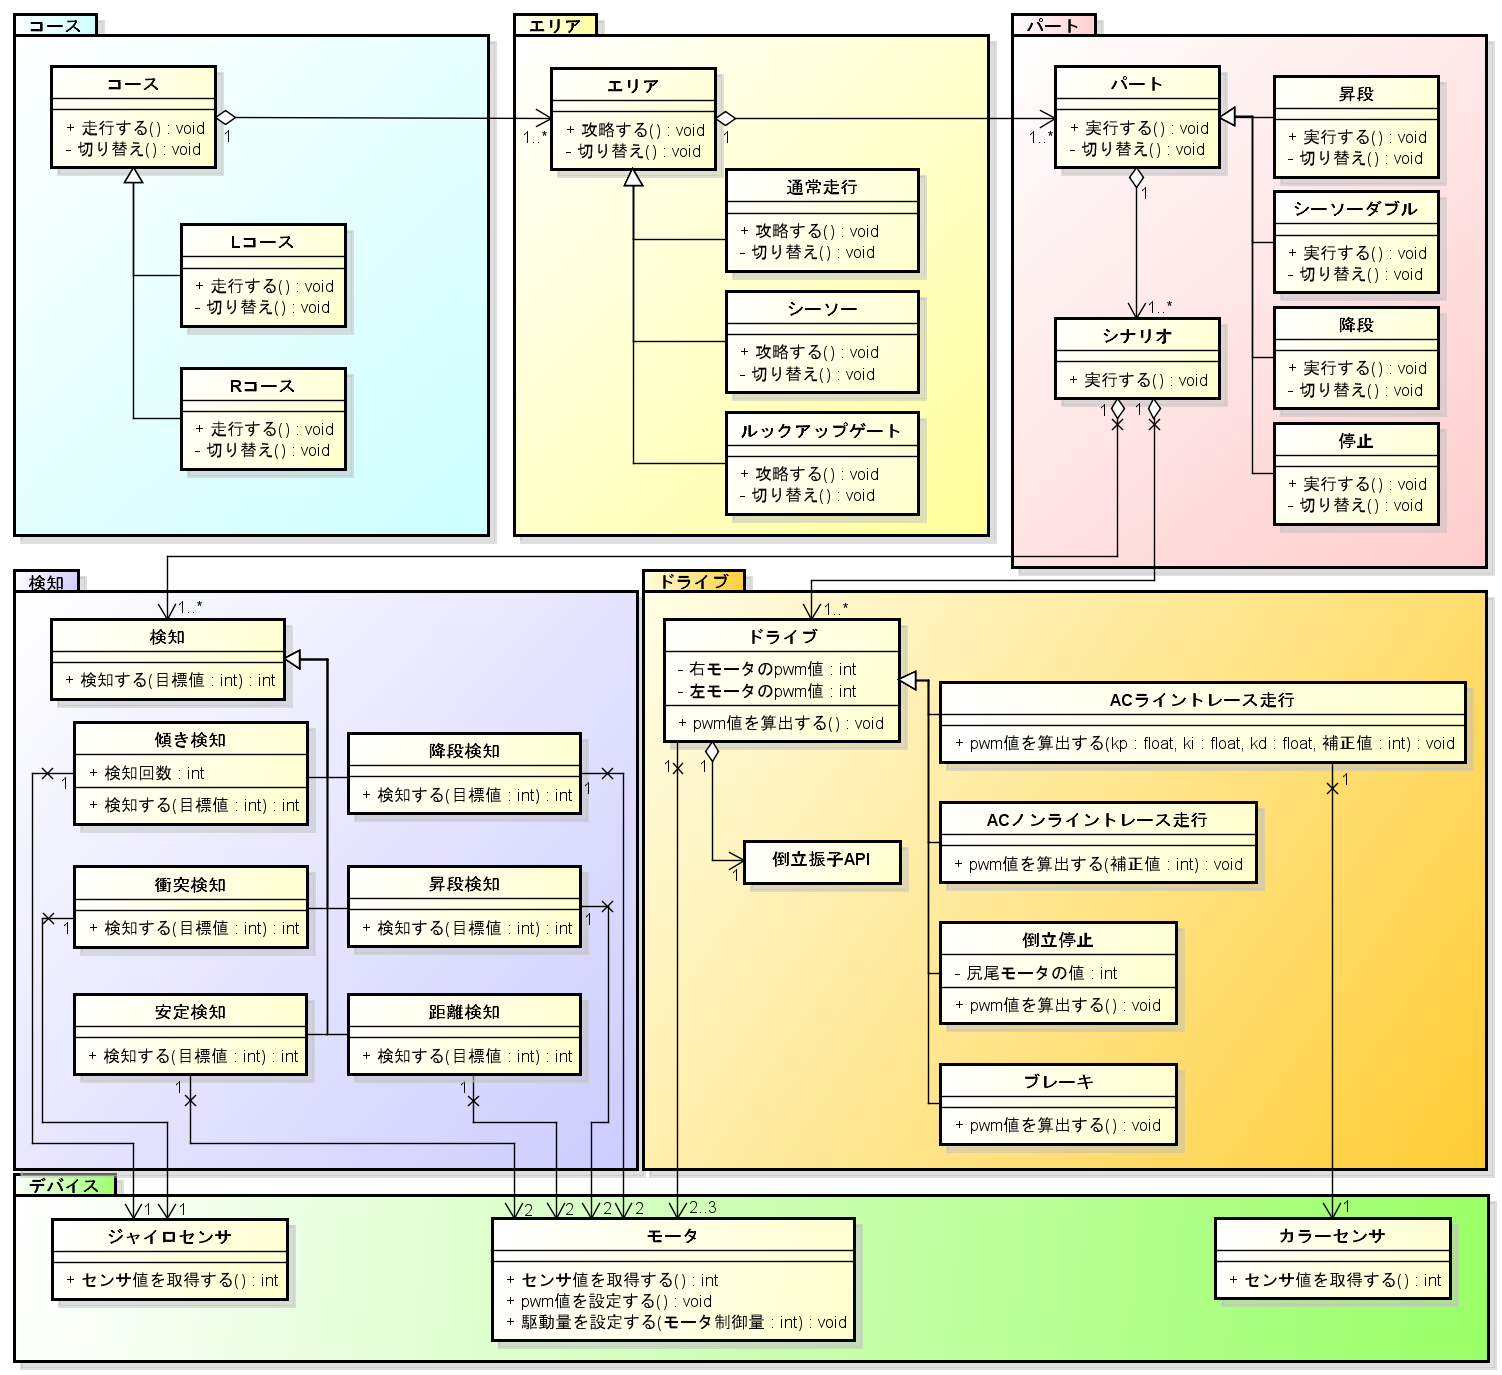 コース
コース
+ 走行する() : void
- 切り替え() : void
1
1..*
Lコース
+ 走行する() : void
- 切り替え() : void
Rコース
+ 走行する() : void
- 切り替え() : void
エリア
エリア
+ 攻略する() : void
- 切り替え() : void
1
1..*
通常走行
+ 攻略する() : void
- 切り替え() : void
シーソー
+ 攻略する() : void
- 切り替え() : void
ルックアップゲート
+ 攻略する() : void
- 切り替え() : void
パート
パート
+ 実行する() : void
- 切り替え() : void
1
1..*
シナリオ
+ 実行する() : void
1
1
昇段
+ 実行する() : void
- 切り替え() : void
シーソーダブル
+ 実行する() : void
- 切り替え() : void
降段
+ 実行する() : void
- 切り替え() : void
停止
+ 実行する() : void
- 切り替え() : void
検知
1..*
検知
+ 検知する(目標値 : int) : int
傾き検知
+ 検知回数 : int
+ 検知する(目標値 : int) : int
1
降段検知
+ 検知する(目標値 : int) : int
1
衝突検知
+ 検知する(目標値 : int) : int
1
昇段検知
+ 検知する(目標値 : int) : int
1
安定検知
+ 検知する(目標値 : int) : int
1
距離検知
+ 検知する(目標値 : int) : int
1
ドライブ
1..*
ドライブ
- 右モータのpwm値 : int
- 左モータのpwm値 : int
+ pwm値を算出する() : void
1
1
倒立振子API
1
ACライントレース走行
+ pwm値を算出する(kp : float, ki : float, kd : float, 補正値 : int) : void
1
ACノンライントレース走行
+ pwm値を算出する(補正値 : int) : void
倒立停止
- 尻尾モータの値 : int
+ pwm値を算出する() : void
ブレーキ
+ pwm値を算出する() : void
デバイス
1
1
ジャイロセンサ
+ センサ値を取得する() : int
2
2
2
2
2..3
モータ
+ センサ値を取得する() : int
+ pwm値を設定する() : void
+ 駆動量を設定する(モータ制御量 : int) : void
1
カラーセンサ
+ センサ値を取得する() : int